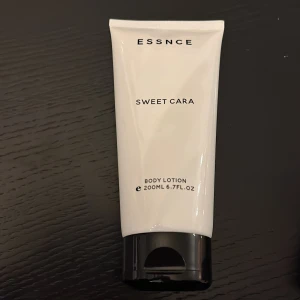 ESSNCE
SWEET CARA
BODY LOTION
e 200ML 6.7FL.OZ